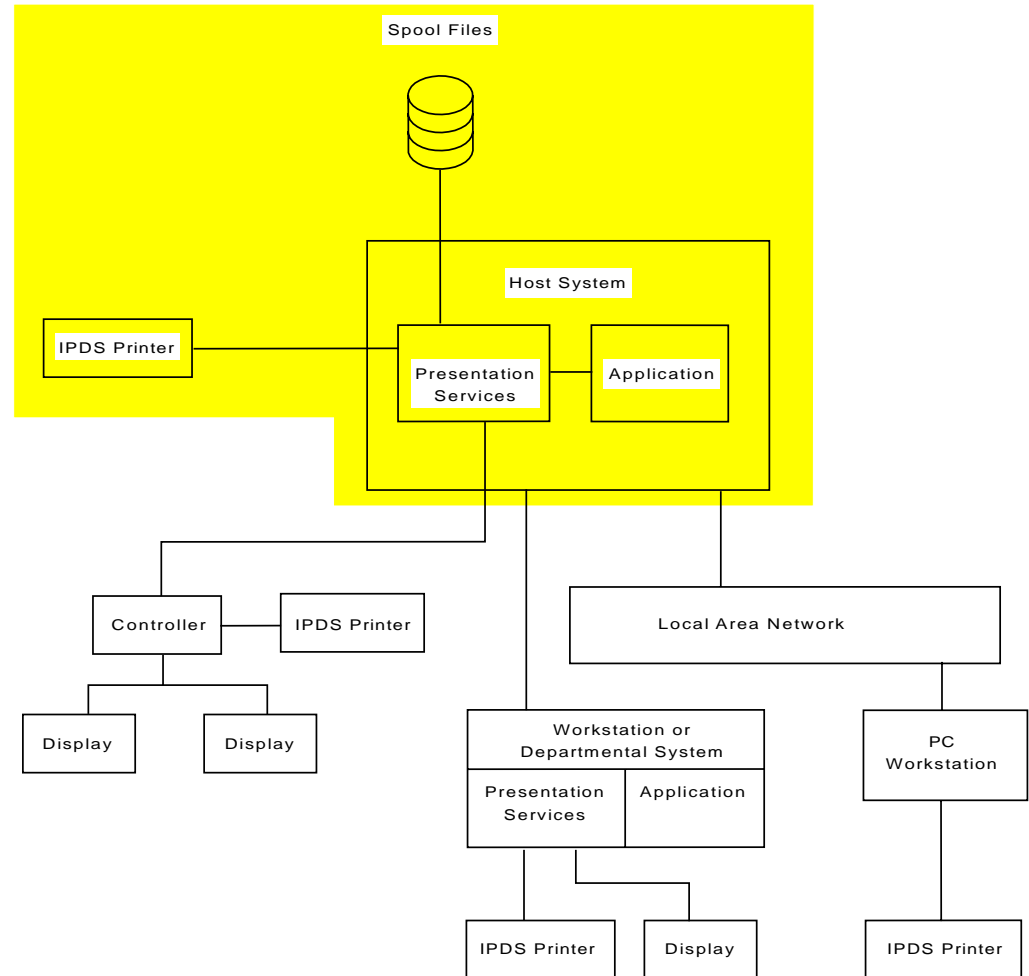 Spool Files
Host System
IPDS Printer
Presentation
Services
Application
Controller
IPDS Printer
Local Area Network
Display
Display
Workstation or
Departmental System
PC
Workstation
Presentation
Services
Application
IPDS Printer
Display
IPDS Printer